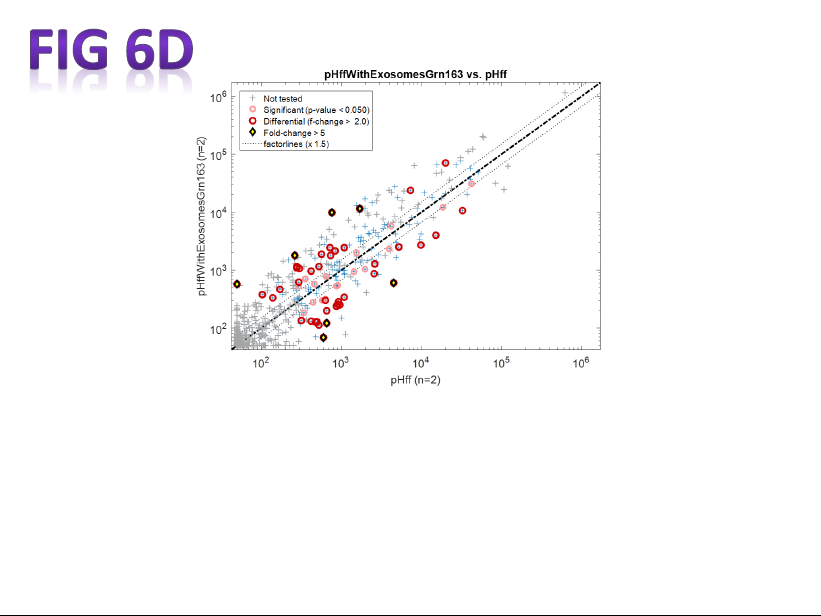 FIG 6D
pHffWithExosomesGrn163 vs. pHff
Not tested
Significant (p-value < 0.050)
Differential (f-change > 2.0)
Fold-change > 5
factorlines (x 1.5)
pHffWithExosomesGrn163 (n=2)
10^6
10^5
10^4
10^3
10^2
10^2 10^3 10^4 10^5 10^6
pHff (n=2)